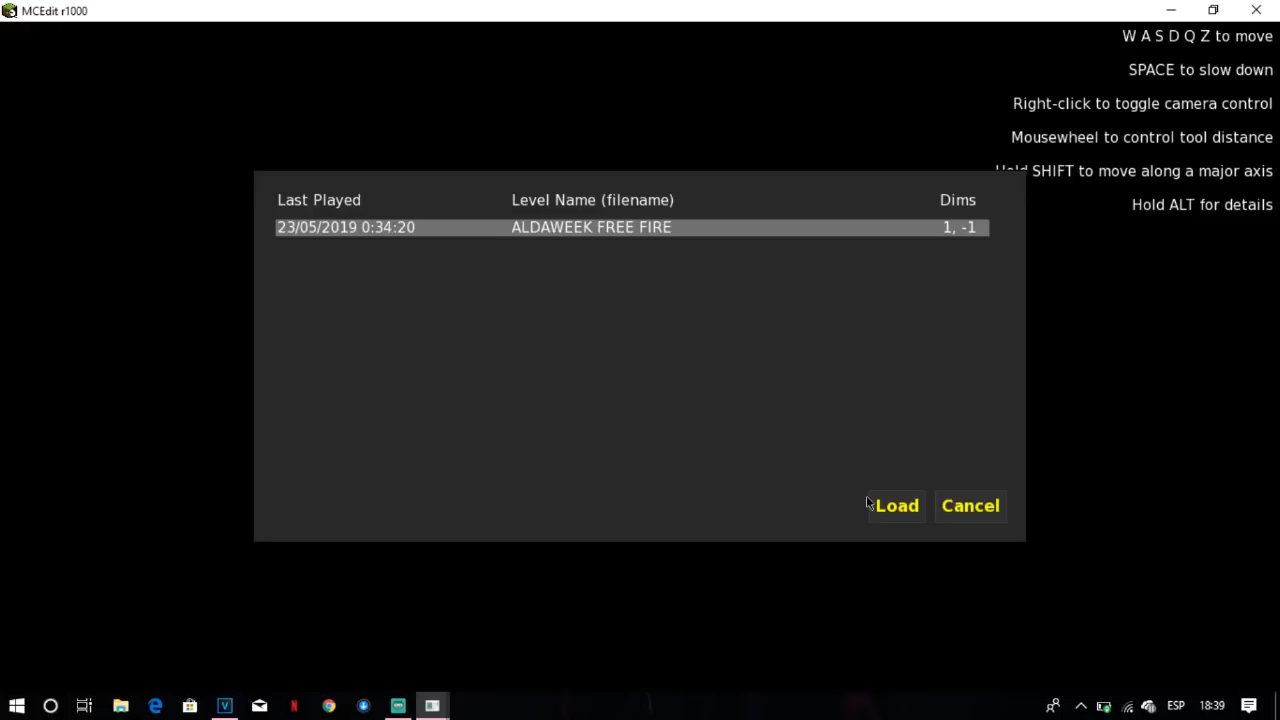 MCEdit r1000
W A S D Q Z to move
SPACE to slow down
Right-click to toggle camera control
Mousewheel to control tool distance
Hold SHIFT to move along a major axis
Hold ALT for details
Last Played Level Name (filename) Dims
23/05/2019 0:34:20 ALDAWEEK FREE FIRE 1, -1
Load Cancel
ESP 18:39